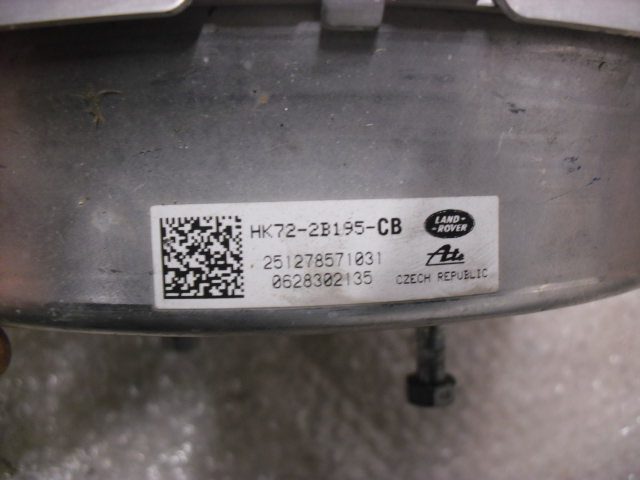 HK72-2B195-CB
LAND-
ROVER
251278571031
Ate
0628302135
CZECH REPUBLIC